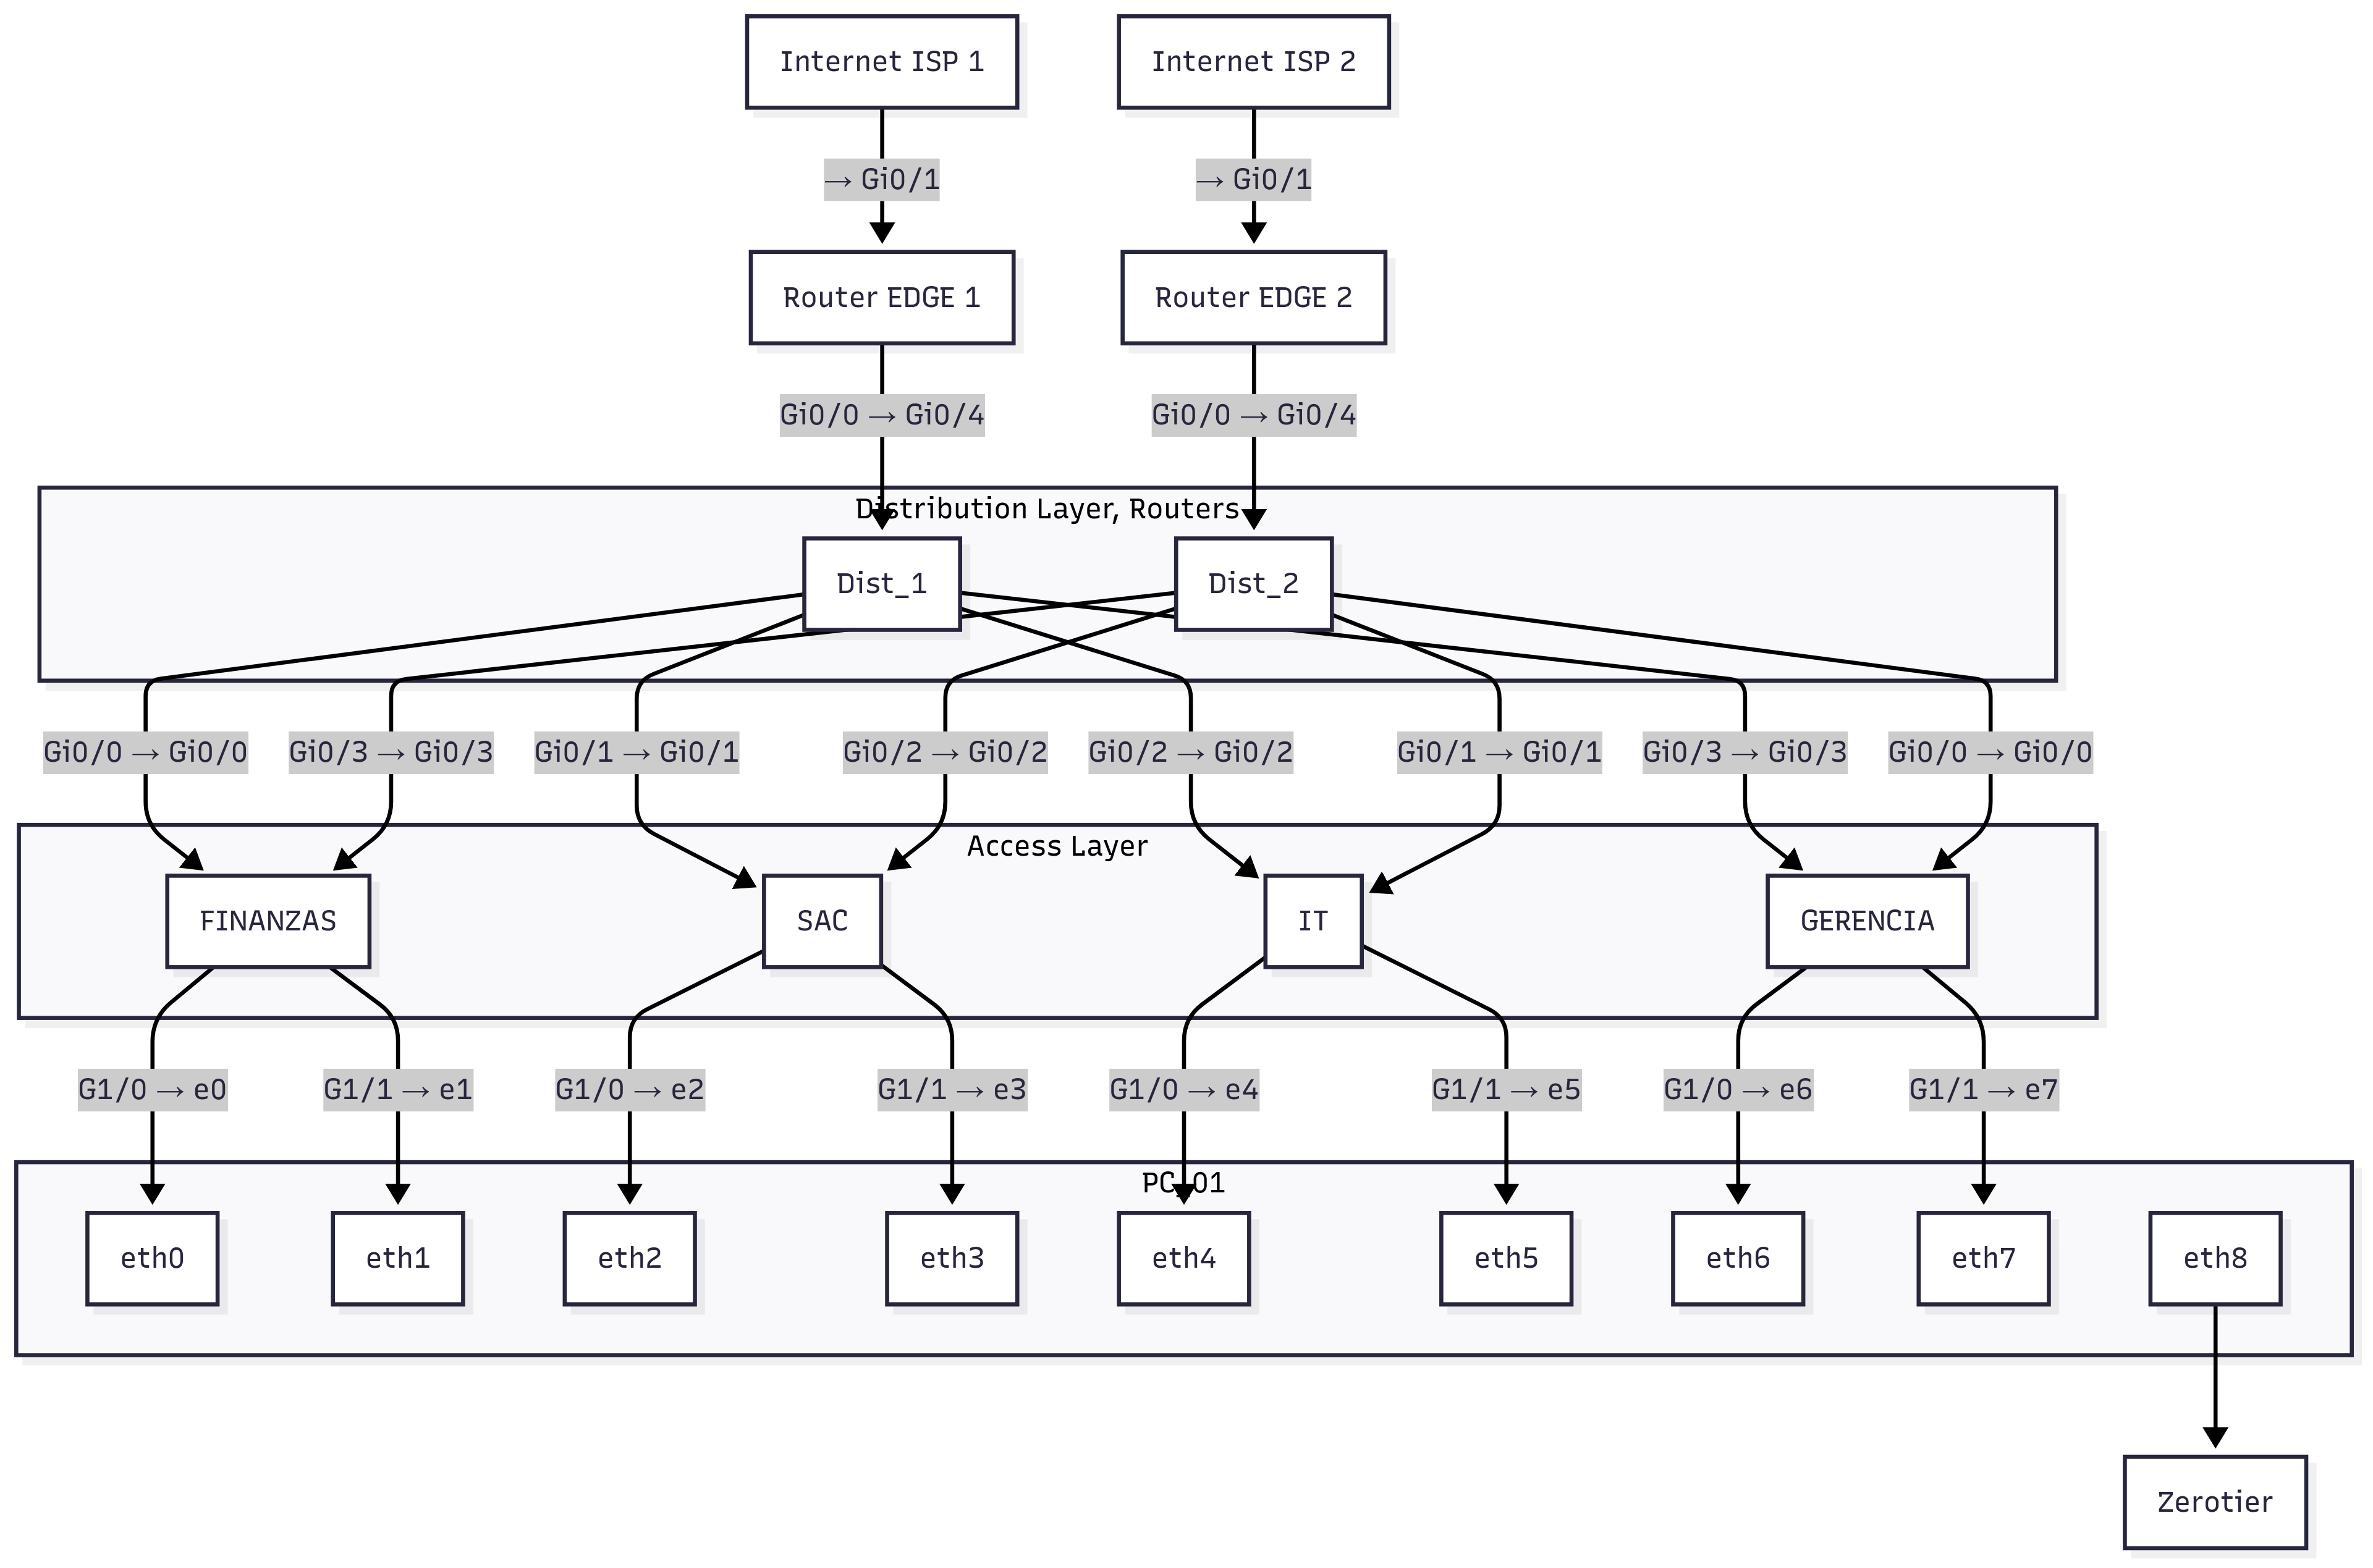 Internet ISP 1
Internet ISP 2
→ Gi0/1
→ Gi0/1
Router EDGE 1
Router EDGE 2
Gi0/0 → Gi0/4
Gi0/0 → Gi0/4
Distribution Layer, Routers
Dist_1
Dist_2
Gi0/0 → Gi0/0
Gi0/3 → Gi0/3
Gi0/1 → Gi0/1
Gi0/2 → Gi0/2
Gi0/2 → Gi0/2
Gi0/1 → Gi0/1
Gi0/3 → Gi0/3
Gi0/0 → Gi0/0
Access Layer
FINANZAS
SAC
IT
GERENCIA
G1/0 → e0
G1/1 → e1
G1/0 → e2
G1/1 → e3
G1/0 → e4
G1/1 → e5
G1/0 → e6
G1/1 → e7
PC_01
eth0
eth1
eth2
eth3
eth4
eth5
eth6
eth7
eth8
Zerotier